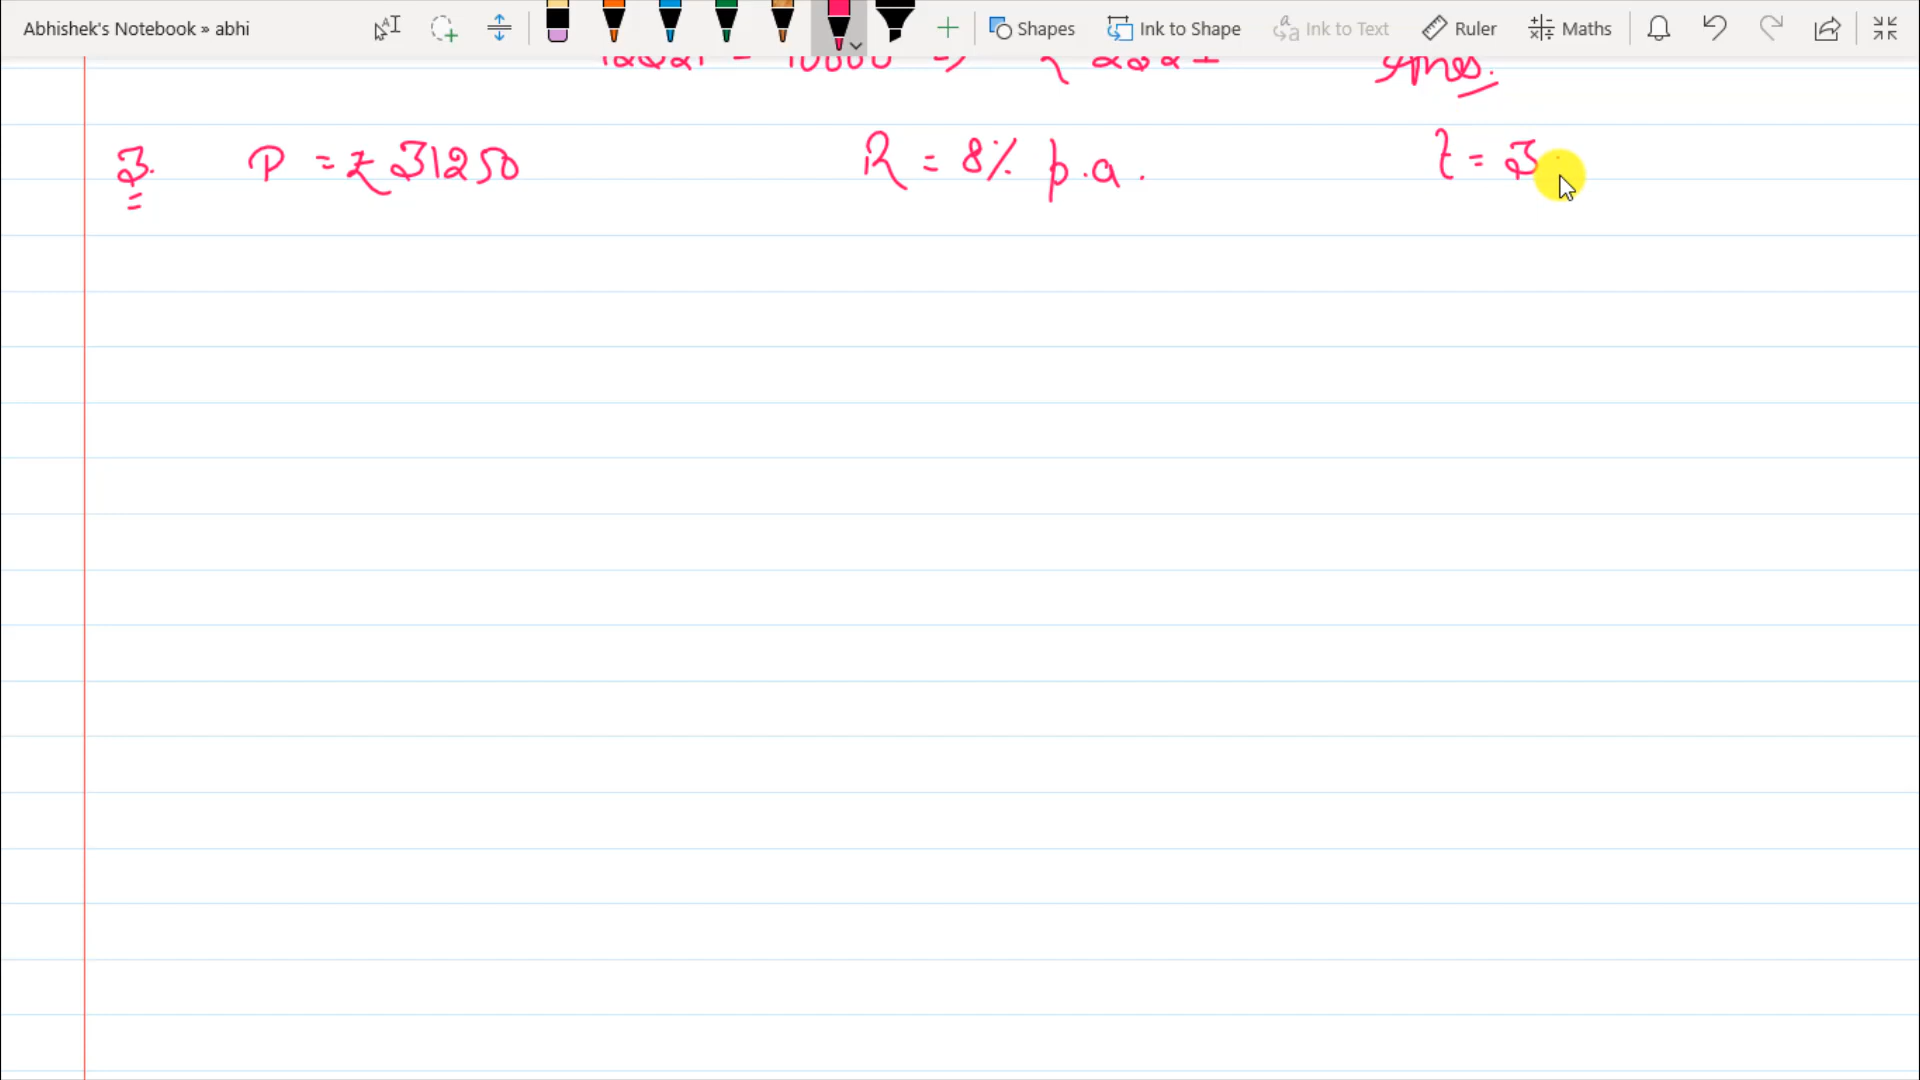 Abhishek's Notebook » abhi Shapes Ink to Shape Ink to Text Ruler Maths
3. P = ₹ 31250 R = 8% p.a. t = 3